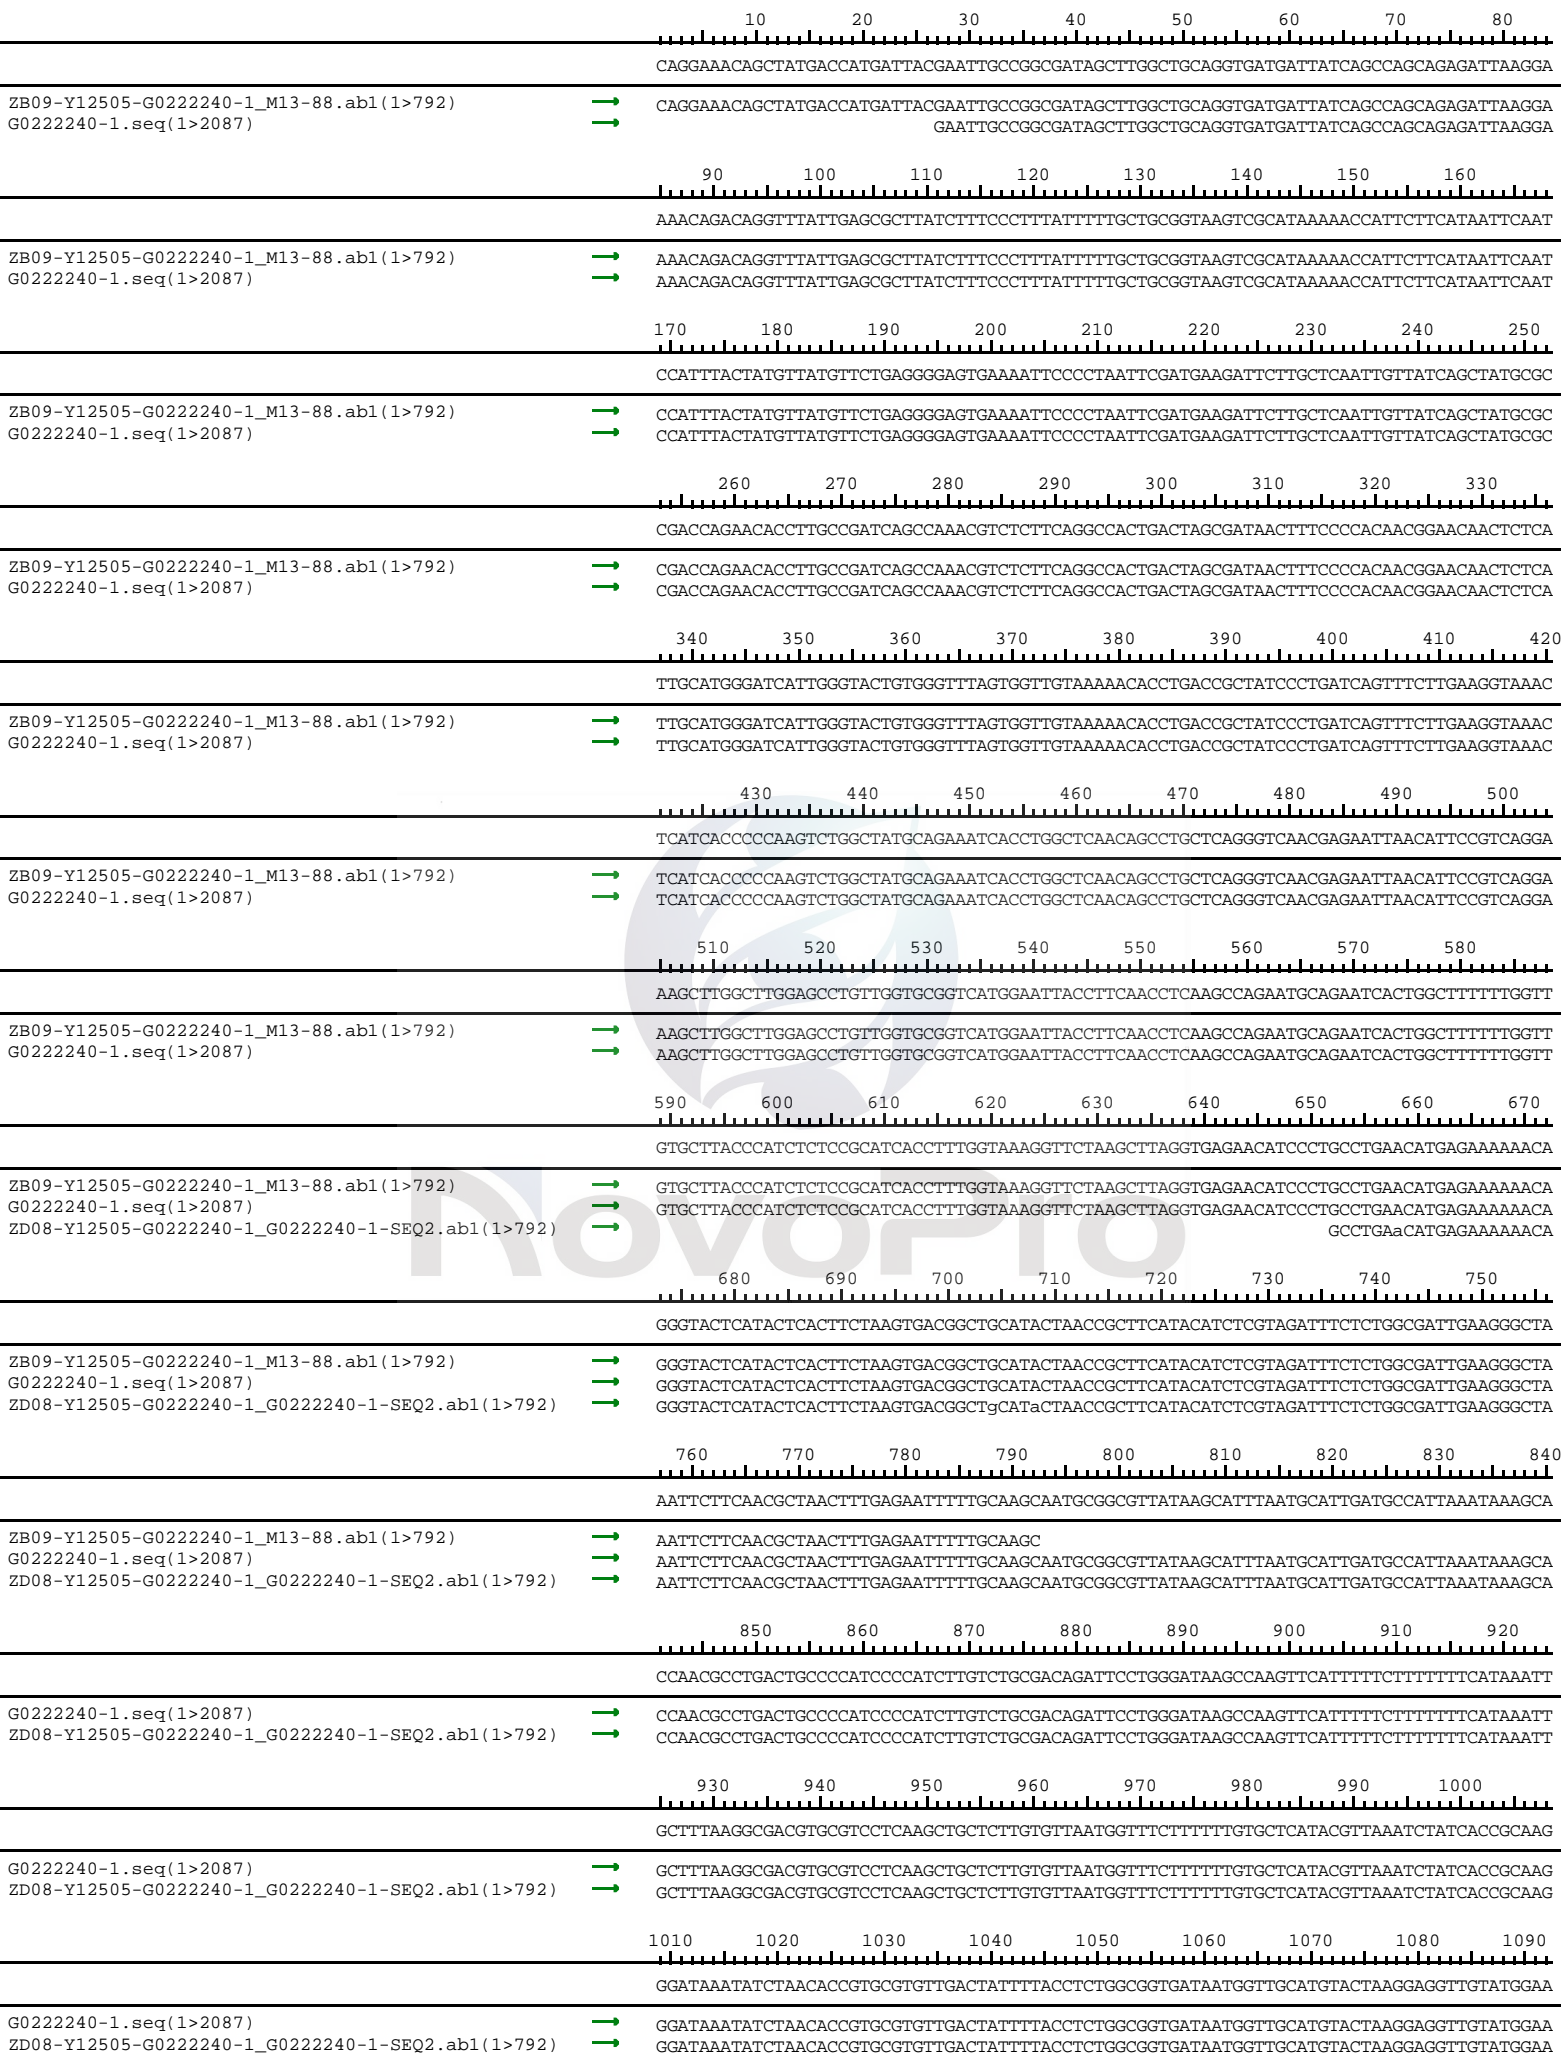 10 20 30 40 50 60 70 80
CAGGAAACAGCTATGACCATGATTACGAATTGCCGGCGATAGCTTGGCTGCAGGTGATGATTATCAGCCAGCAGAGATTAAGGA
ZB09-Y12505-G0222240-1_M13-88.ab1(1>792) CAGGAAACAGCTATGACCATGATTACGAATTGCCGGCGATAGCTTGGCTGCAGGTGATGATTATCAGCCAGCAGAGATTAAGGA
G0222240-1.seq(1>2087) GAATTGCCGGCGATAGCTTGGCTGCAGGTGATGATTATCAGCCAGCAGAGATTAAGGA
90 100 110 120 130 140 150 160
AAACAGACAGGTTTATTGAGCGCTTATCTTTCCCTTTATTTTTGCTGCGGTAAGTCGCATAAAAACCATTCTTCATAATTCAAT
ZB09-Y12505-G0222240-1_M13-88.ab1(1>792) AAACAGACAGGTTTATTGAGCGCTTATCTTTCCCTTTATTTTTGCTGCGGTAAGTCGCATAAAAACCATTCTTCATAATTCAAT
G0222240-1.seq(1>2087) AAACAGACAGGTTTATTGAGCGCTTATCTTTCCCTTTATTTTTGCTGCGGTAAGTCGCATAAAAACCATTCTTCATAATTCAAT
170 180 190 200 210 220 230 240 250
CCATTTACTATGTTATGTTCTGAGGGGAGTGAAAATTCCCCTAATTCGATGAAGATTCTTGCTCAATTGTTATCAGCTATGCGC
ZB09-Y12505-G0222240-1_M13-88.ab1(1>792) CCATTTACTATGTTATGTTCTGAGGGGAGTGAAAATTCCCCTAATTCGATGAAGATTCTTGCTCAATTGTTATCAGCTATGCGC
G0222240-1.seq(1>2087) CCATTTACTATGTTATGTTCTGAGGGGAGTGAAAATTCCCCTAATTCGATGAAGATTCTTGCTCAATTGTTATCAGCTATGCGC
260 270 280 290 300 310 320 330
CGACCAGAACACCTTGCCGATCAGCCAAACGTCTCTTCAGGCCACTGACTAGCGATAACTTTCCCCACAACGGAACAACTCTCA
ZB09-Y12505-G0222240-1_M13-88.ab1(1>792) CGACCAGAACACCTTGCCGATCAGCCAAACGTCTCTTCAGGCCACTGACTAGCGATAACTTTCCCCACAACGGAACAACTCTCA
G0222240-1.seq(1>2087) CGACCAGAACACCTTGCCGATCAGCCAAACGTCTCTTCAGGCCACTGACTAGCGATAACTTTCCCCACAACGGAACAACTCTCA
340 350 360 370 380 390 400 410 420
TTGCATGGGATCATTGGGTACTGTGGGTTTAGTGGTTGTAAAAACACCTGACCGCTATCCCTGATCAGTTTCTTGAAGGTAAAC
ZB09-Y12505-G0222240-1_M13-88.ab1(1>792) TTGCATGGGATCATTGGGTACTGTGGGTTTAGTGGTTGTAAAAACACCTGACCGCTATCCCTGATCAGTTTCTTGAAGGTAAAC
G0222240-1.seq(1>2087) TTGCATGGGATCATTGGGTACTGTGGGTTTAGTGGTTGTAAAAACACCTGACCGCTATCCCTGATCAGTTTCTTGAAGGTAAAC
430 440 450 460 470 480 490 500
TCATCACCCCCAAGTCTGGCTATGCAGAAATCACCTGGCTCAACAGCCTGCTCAGGGTCAACGAGAATTAACATTCCGTCAGGA
ZB09-Y12505-G0222240-1_M13-88.ab1(1>792) TCATCACCCCCAAGTCTGGCTATGCAGAAATCACCTGGCTCAACAGCCTGCTCAGGGTCAACGAGAATTAACATTCCGTCAGGA
G0222240-1.seq(1>2087) TCATCACCCCCAAGTCTGGCTATGCAGAAATCACCTGGCTCAACAGCCTGCTCAGGGTCAACGAGAATTAACATTCCGTCAGGA
510 520 530 540 550 560 570 580
AAGCTTGGCTTGGAGCCTGTTGGTGCGGTCATGGAATTACCTTCAACCTCAAGCCAGAATGCAGAATCACTGGCTTTTTTGGTT
ZB09-Y12505-G0222240-1_M13-88.ab1(1>792) AAGCTTGGCTTGGAGCCTGTTGGTGCGGTCATGGAATTACCTTCAACCTCAAGCCAGAATGCAGAATCACTGGCTTTTTTGGTT
G0222240-1.seq(1>2087) AAGCTTGGCTTGGAGCCTGTTGGTGCGGTCATGGAATTACCTTCAACCTCAAGCCAGAATGCAGAATCACTGGCTTTTTTGGTT
590 600 610 620 630 640 650 660 670
GTGCTTACCCATCTCTCCGCATCACCTTTGGTAAAGGTTCTAAGCTTAGGTGAGAACATCCCTGCCTGAACATGAGAAAAAACA
ZB09-Y12505-G0222240-1_M13-88.ab1(1>792) GTGCTTACCCATCTCTCCGCATCACCTTTGGTAAAGGTTCTAAGCTTAGGTGAGAACATCCCTGCCTGAACATGAGAAAAAACA
G0222240-1.seq(1>2087) GTGCTTACCCATCTCTCCGCATCACCTTTGGTAAAGGTTCTAAGCTTAGGTGAGAACATCCCTGCCTGAACATGAGAAAAAACA
ZD08-Y12505-G0222240-1_G0222240-1-SEQ2.ab1(1>792) GCCTGAaCATGAGAAAAAACA
NovoPro
680 690 700 710 720 730 740 750
GGGTACTCATACTCACTTCTAAGTGACGGCTGCATACTAACCGCTTCATACATCTCGTAGATTTCTCTGGCGATTGAAGGGCTA
ZB09-Y12505-G0222240-1_M13-88.ab1(1>792) GGGTACTCATACTCACTTCTAAGTGACGGCTGCATACTAACCGCTTCATACATCTCGTAGATTTCTCTGGCGATTGAAGGGCTA
G0222240-1.seq(1>2087) GGGTACTCATACTCACTTCTAAGTGACGGCTGCATACTAACCGCTTCATACATCTCGTAGATTTCTCTGGCGATTGAAGGGCTA
ZD08-Y12505-G0222240-1_G0222240-1-SEQ2.ab1(1>792) GGGTACTCATACTCACTTCTAAGTGACGGCTgCATaCTAACCGCTTCATACATCTCGTAGATTTCTCTGGCGATTGAAGGGCTA
760 770 780 790 800 810 820 830 840
AATTCTTCAACGCTAACTTTGAGAATTTTTGCAAGCAATGCGGCGTTATAAGCATTTAATGCATTGATGCCATTAAATAAAGCA
ZB09-Y12505-G0222240-1_M13-88.ab1(1>792) AATTCTTCAACGCTAACTTTGAGAATTTTTGCAAGC
G0222240-1.seq(1>2087) AATTCTTCAACGCTAACTTTGAGAATTTTTGCAAGCAATGCGGCGTTATAAGCATTTAATGCATTGATGCCATTAAATAAAGCA
ZD08-Y12505-G0222240-1_G0222240-1-SEQ2.ab1(1>792) AATTCTTCAACGCTAACTTTGAGAATTTTTGCAAGCAATGCGGCGTTATAAGCATTTAATGCATTGATGCCATTAAATAAAGCA
850 860 870 880 890 900 910 920
CCAACGCCTGACTGCCCCATCCCCATCTTGTCTGCGACAGATTCCTGGGATAAGCCAAGTTCATTTTTCTTTTTTTCATAAATT
G0222240-1.seq(1>2087) CCAACGCCTGACTGCCCCATCCCCATCTTGTCTGCGACAGATTCCTGGGATAAGCCAAGTTCATTTTTCTTTTTTTCATAAATT
ZD08-Y12505-G0222240-1_G0222240-1-SEQ2.ab1(1>792) CCAACGCCTGACTGCCCCATCCCCATCTTGTCTGCGACAGATTCCTGGGATAAGCCAAGTTCATTTTTCTTTTTTTCATAAATT
930 940 950 960 970 980 990 1000
GCTTTAAGGCGACGTGCGTCCTCAAGCTGCTCTTGTGTTAATGGTTTCTTTTTTGTGCTCATACGTTAAATCTATCACCGCAAG
G0222240-1.seq(1>2087) GCTTTAAGGCGACGTGCGTCCTCAAGCTGCTCTTGTGTTAATGGTTTCTTTTTTGTGCTCATACGTTAAATCTATCACCGCAAG
ZD08-Y12505-G0222240-1_G0222240-1-SEQ2.ab1(1>792) GCTTTAAGGCGACGTGCGTCCTCAAGCTGCTCTTGTGTTAATGGTTTCTTTTTTGTGCTCATACGTTAAATCTATCACCGCAAG
1010 1020 1030 1040 1050 1060 1070 1080 1090
GGATAAATATCTAACACCGTGCGTGTTGACTATTTTACCTCTGGCGGTGATAATGGTTGCATGTACTAAGGAGGTTGTATGGAA
G0222240-1.seq(1>2087) GGATAAATATCTAACACCGTGCGTGTTGACTATTTTACCTCTGGCGGTGATAATGGTTGCATGTACTAAGGAGGTTGTATGGAA
ZD08-Y12505-G0222240-1_G0222240-1-SEQ2.ab1(1>792) GGATAAATATCTAACACCGTGCGTGTTGACTATTTTACCTCTGGCGGTGATAATGGTTGCATGTACTAAGGAGGTTGTATGGAA